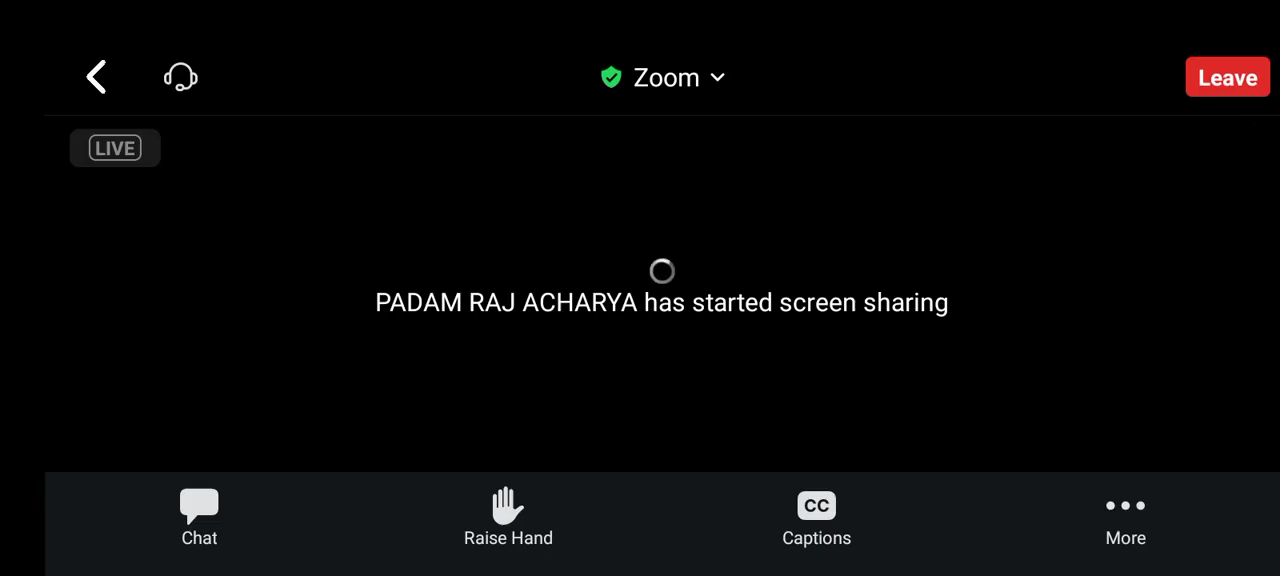 Zoom
Leave
LIVE
PADAM RAJ ACHARYA has started screen sharing
CC
Chat
Raise Hand
Captions
More